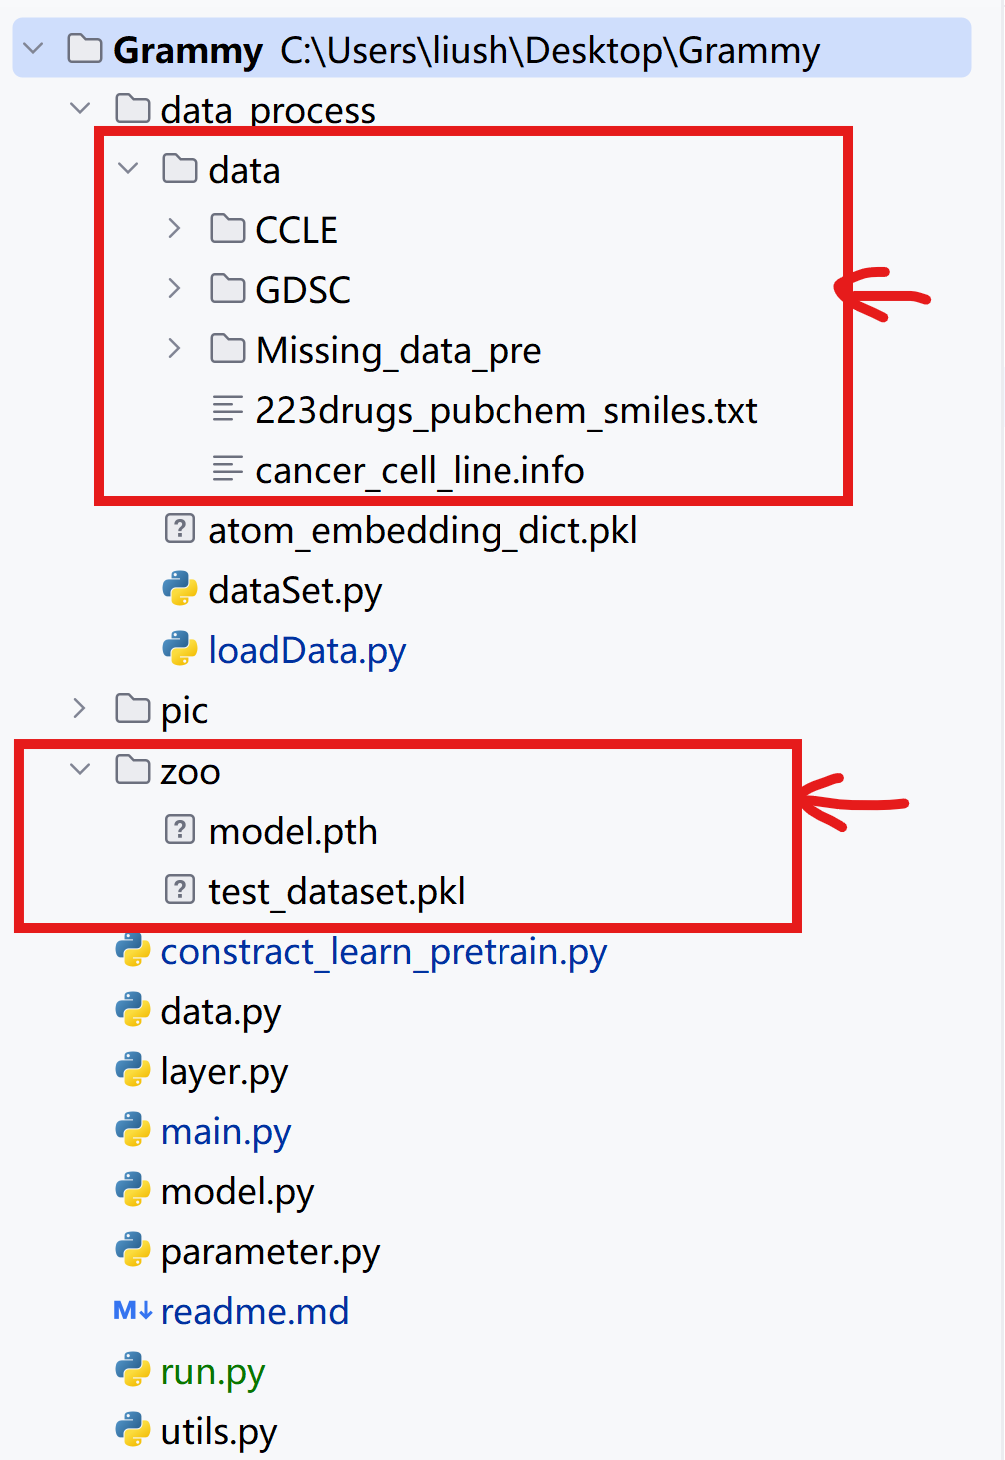 Grammy C:\Users\liush\Desktop\Grammy
data_process
data
CCLE
GDSC
Missing_data_pre
223drugs_pubchem_smiles.txt
cancer_cell_line.info
atom_embedding_dict.pkl
dataSet.py
loadData.py
pic
zoo
model.pth
test_dataset.pkl
constract_learn_pretrain.py
data.py
layer.py
main.py
model.py
parameter.py
M↓ readme.md
run.py
utils.py